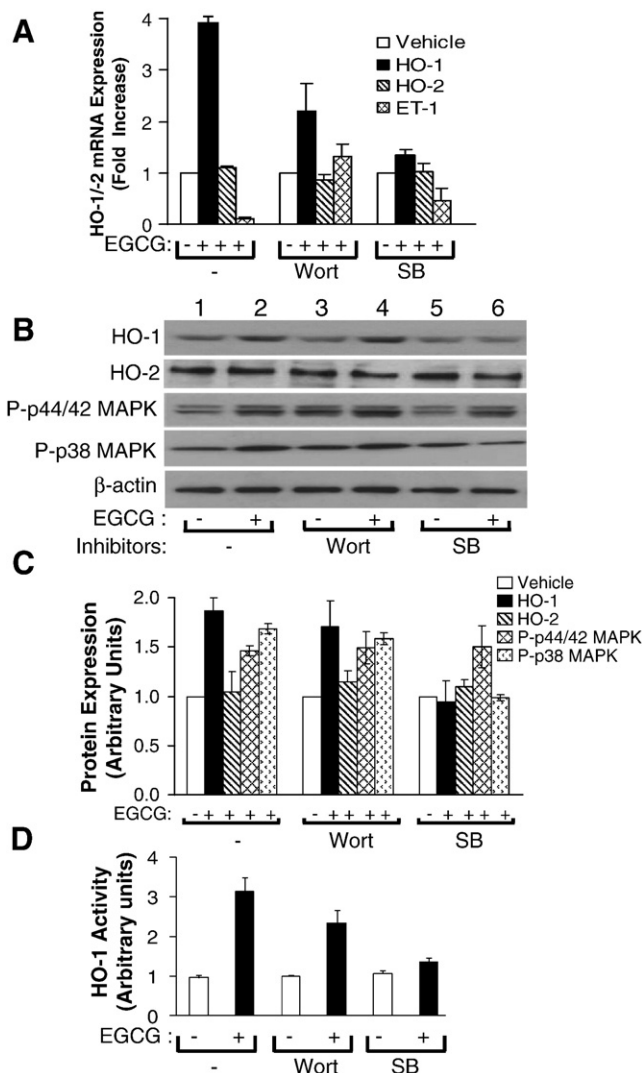 A
HO-1/-2 mRNA Expression
(Fold Increase)
4
3
2
1
0
Vehicle
HO-1
HO-2
ET-1
EGCG: - + + + - + + + - + + +
- Wort SB
B
1 2 3 4 5 6
HO-1
HO-2
P-p44/42 MAPK
P-p38 MAPK
β-actin
EGCG : - + - + - +
Inhibitors: - Wort SB
C
Protein Expression
(Arbitrary Units)
2.0
1.5
1.0
0.5
0.0
Vehicle
HO-1
HO-2
P-p44/42 MAPK
P-p38 MAPK
EGCG: - + + + + - + + + + - + + + +
- Wort SB
D
HO-1 Activity
(Arbitrary units)
4
3
2
1
0
EGCG : - + - + - +
- Wort SB